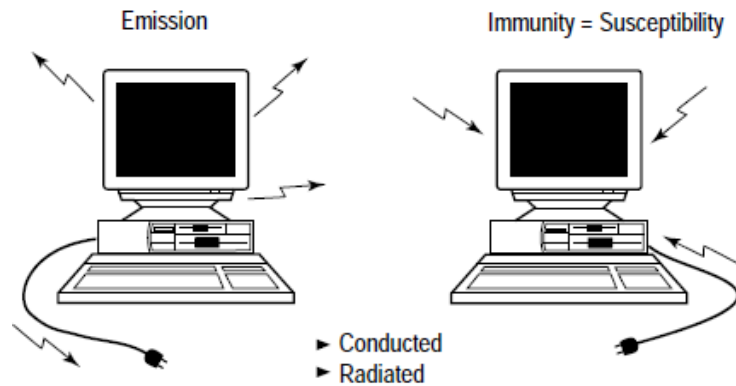 Emission
Immunity = Susceptibility
► Conducted
► Radiated